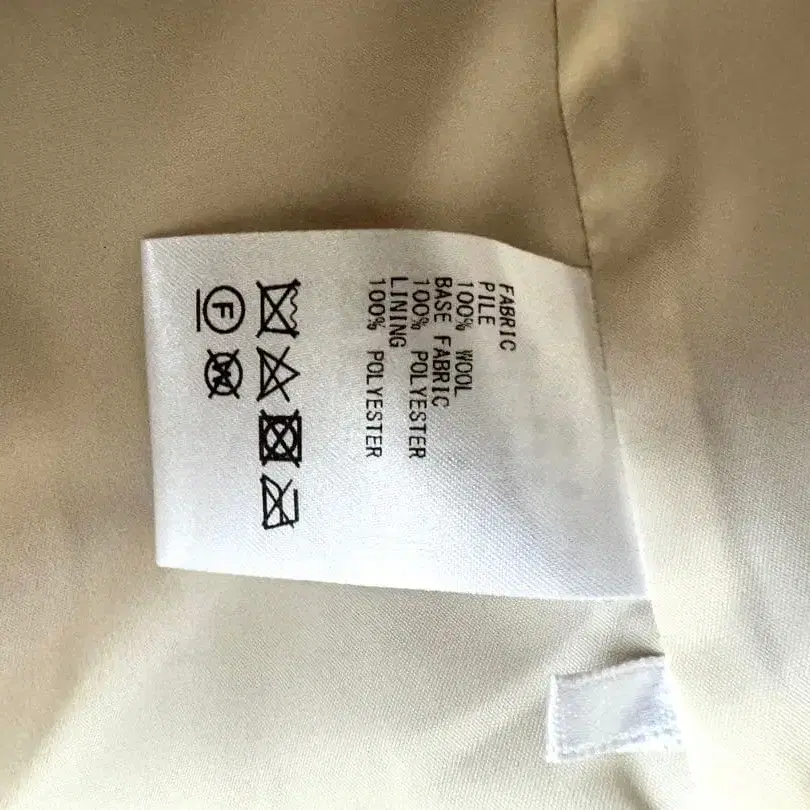 FABRIC
PILE
100% WOOL
BASE FABRIC
100% POLYESTER
LINING
100% POLYESTER
F
W